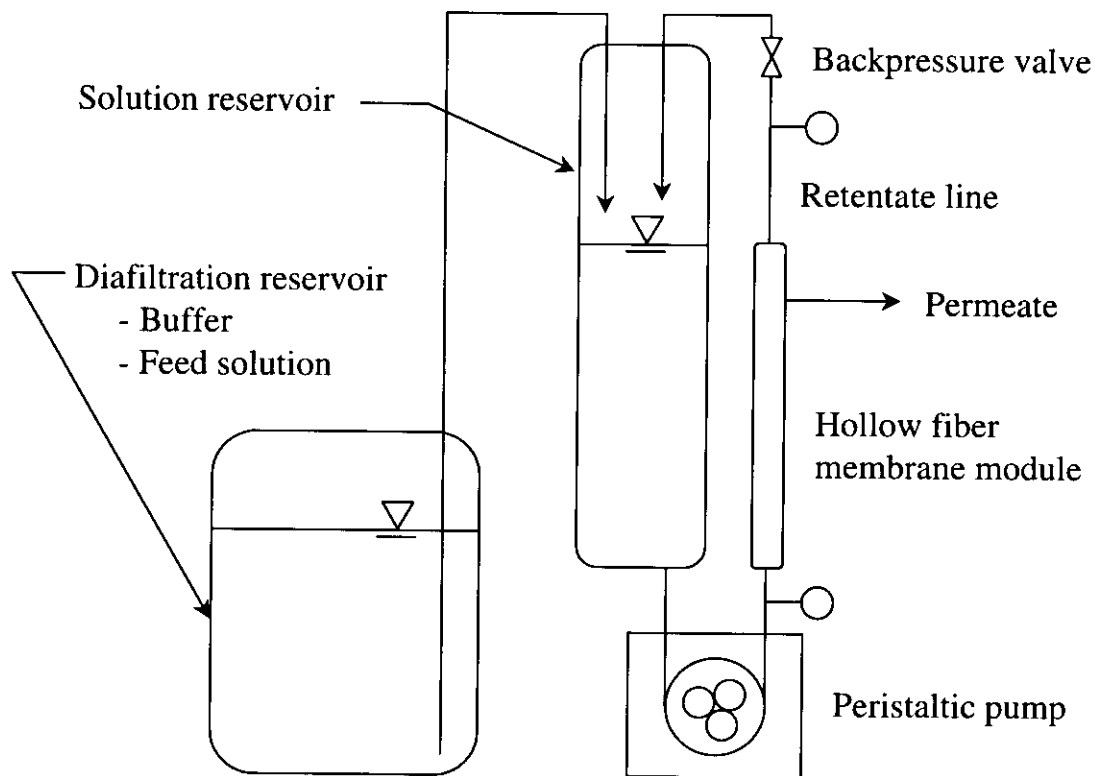 Backpressure valve
Solution reservoir
Retentate line
Diafiltration reservoir
- Buffer
- Feed solution
Permeate
Hollow fiber
membrane module
Peristaltic pump